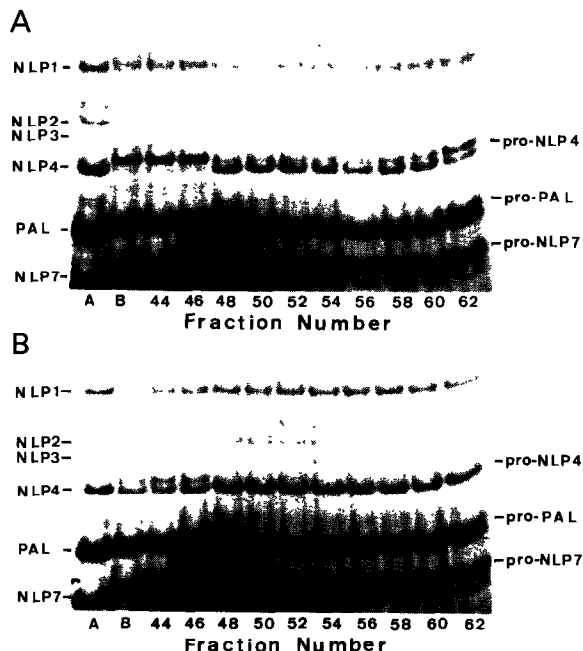 A
NLP1
NLP2
NLP3
NLP4
PAL
NLP7
pro-NLP4
pro-PAL
pro-NLP7
A B 44 46 48 50 52 54 56 58 60 62
Fraction Number
B
NLP1
NLP2
NLP3
NLP4
PAL
NLP7
pro-NLP4
pro-PAL
pro-NLP7
A B 44 46 48 50 52 54 56 58 60 62
Fraction Number